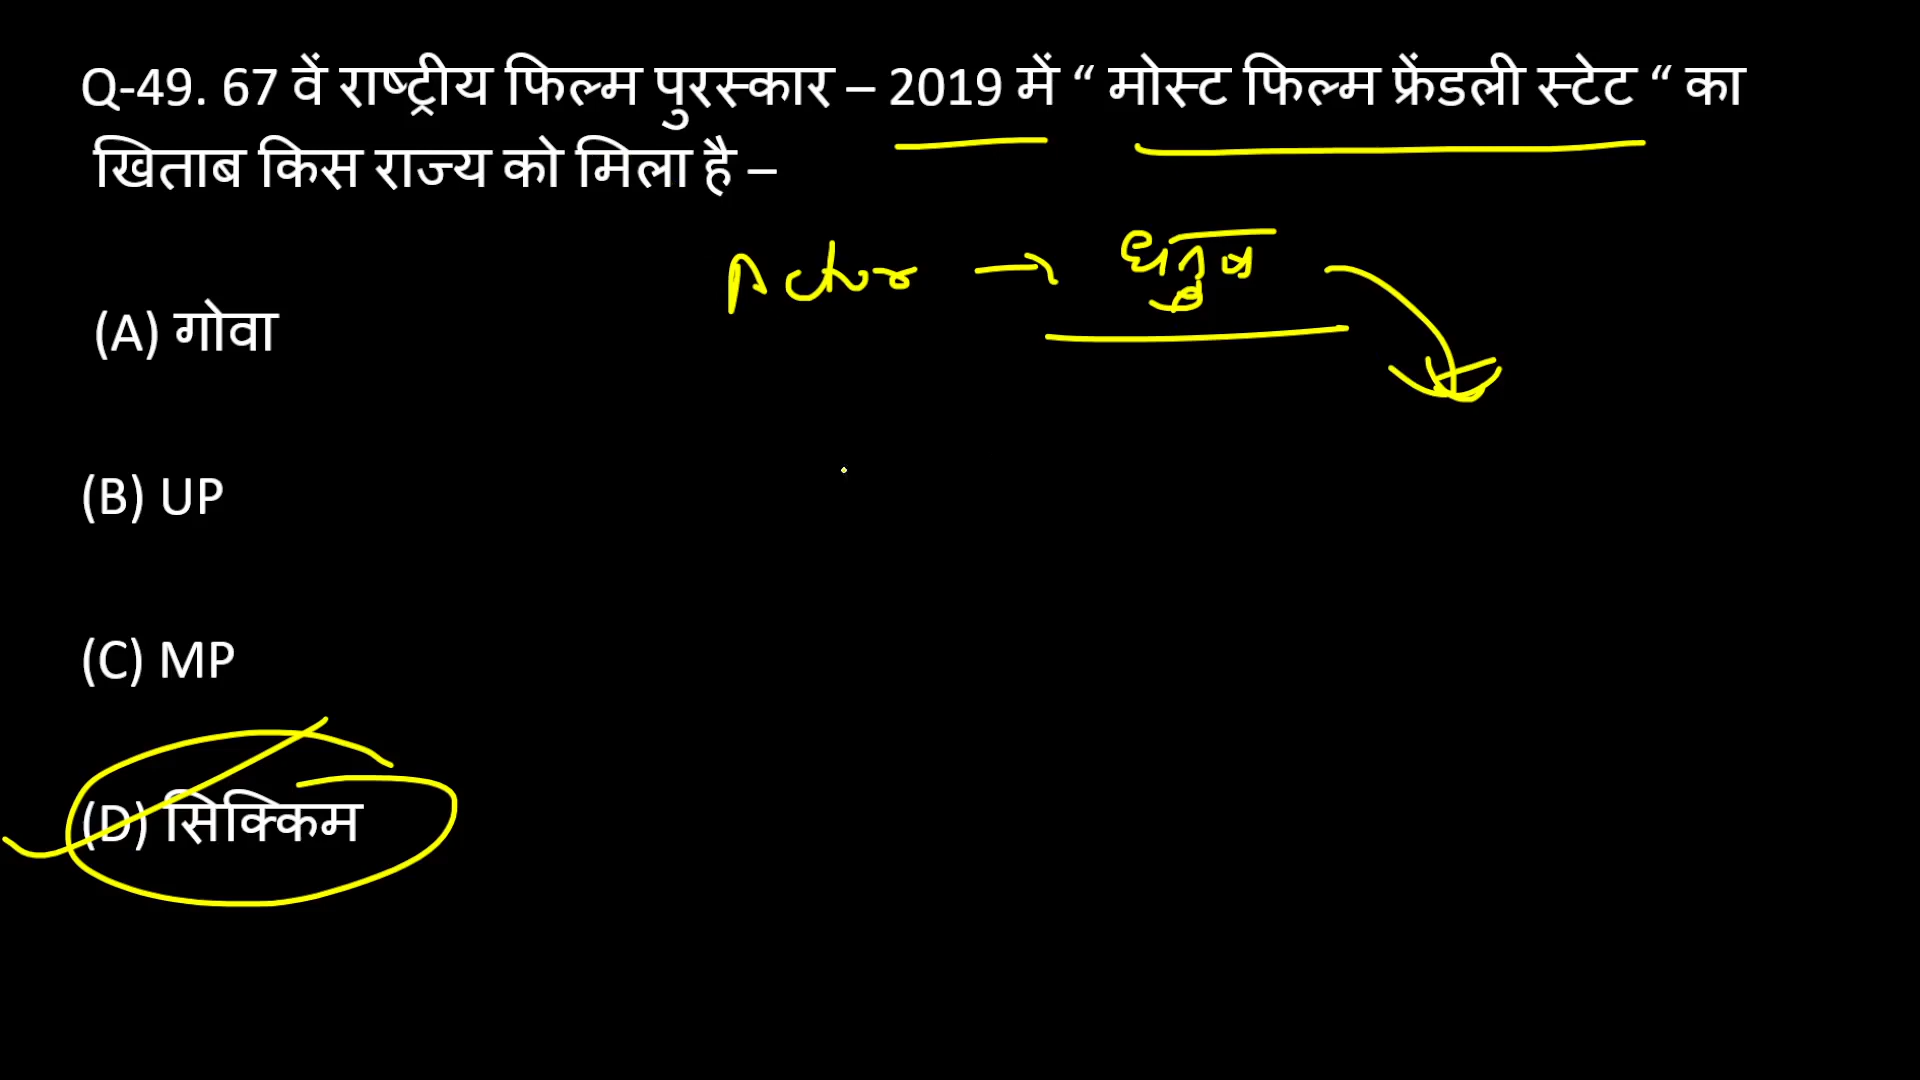 Q-49. 67 वें राष्ट्रीय फिल्म पुरस्कार – 2019 में “ मोस्ट फिल्म फ्रेंडली स्टेट “ का
खिताब किस राज्य को मिला है –
Actor → धनुष
(A) गोवा
(B) UP
(C) MP
(D) सिक्किम